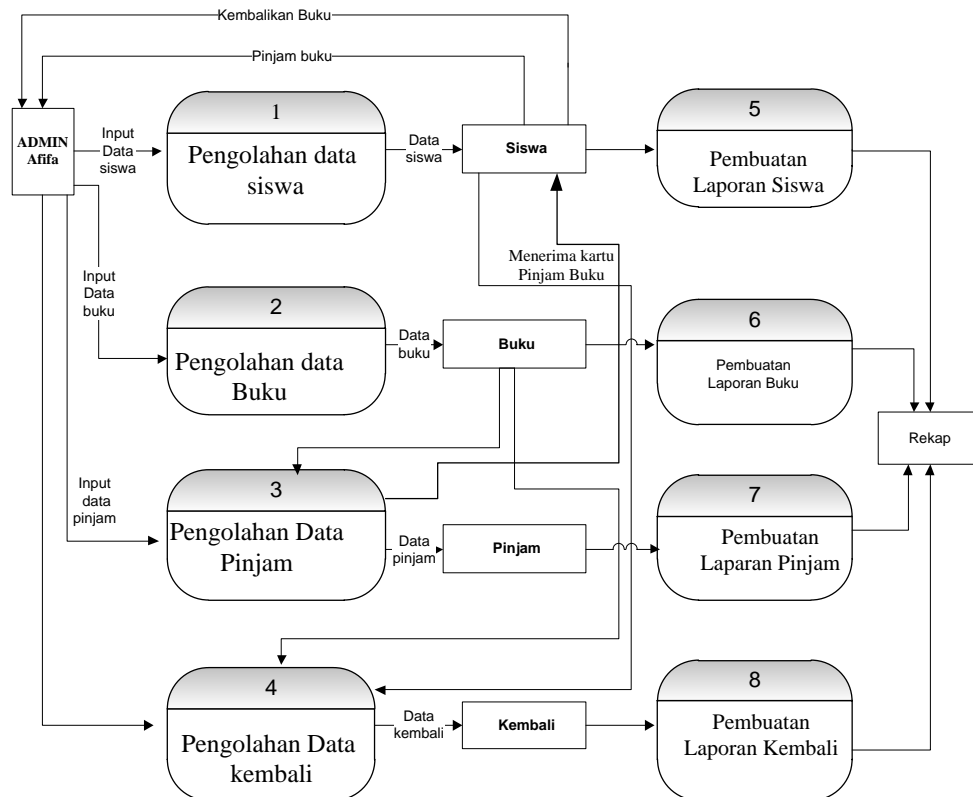 Kembalikan Buku
Pinjam buku
ADMIN
Afifa
Input
Data
siswa
1
Pengolahan data
siswa
Data
siswa
Siswa
5
Pembuatan
Laporan Siswa
Menerima kartu
Pinjam Buku
Input
Data
buku
2
Pengolahan data
Buku
Data
buku
Buku
6
Pembuatan
Laporan Buku
Rekap
Input
data
pinjam
3
Pengolahan Data
Pinjam
Data
pinjam
Pinjam
7
Pembuatan
Laparan Pinjam
4
Pengolahan Data
kembali
Data
kembali
Kembali
8
Pembuatan
Laporan Kembali